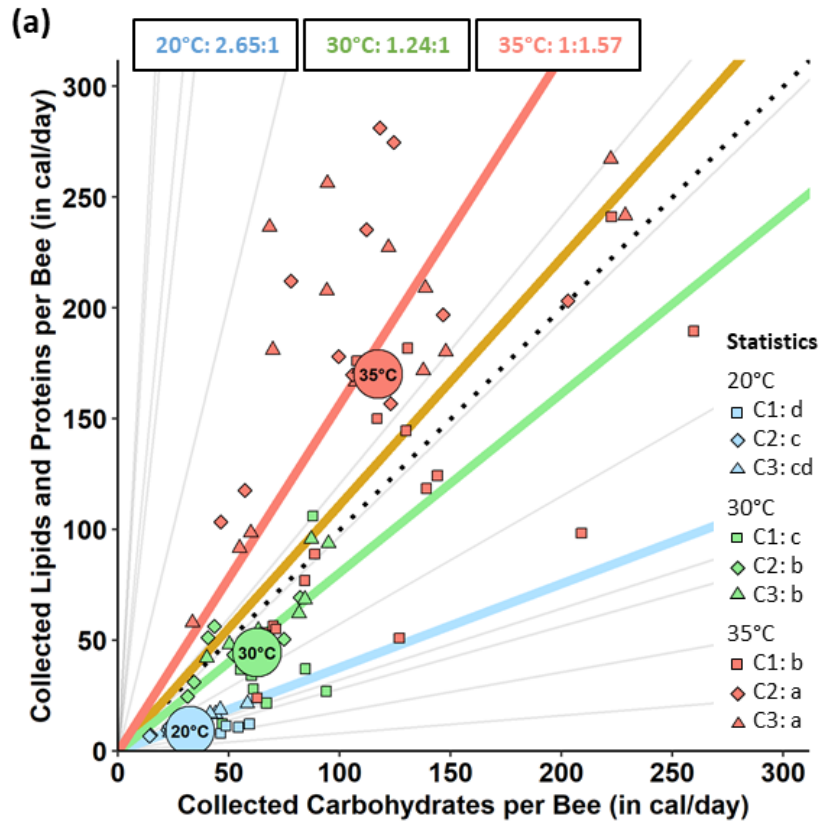 (a)
20°C: 2.65:1
30°C: 1.24:1
35°C: 1:1.57
Collected Lipids and Proteins per Bee (in cal/day)
300
250
200
150
100
50
0
35°C
30°C
20°C
Statistics
20°C
C1: d
C2: c
C3: cd
30°C
C1: c
C2: b
C3: b
35°C
C1: b
C2: a
C3: a
0
50
100
150
200
250
300
Collected Carbohydrates per Bee (in cal/day)